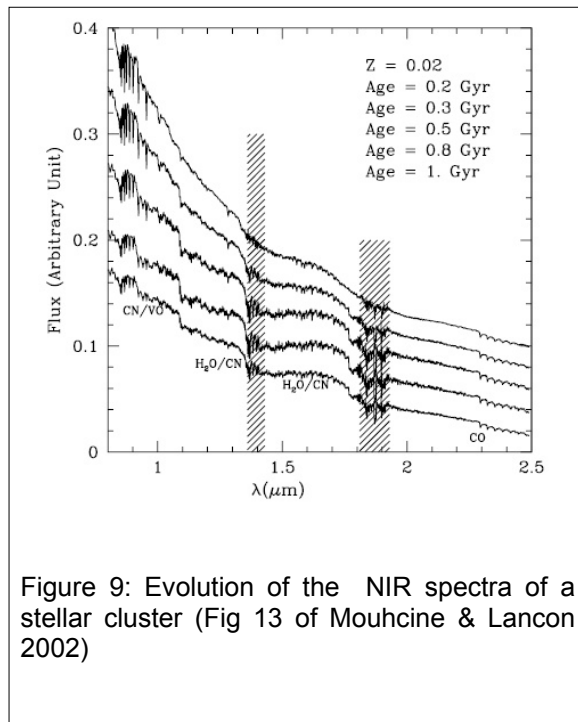 0.4
0.3
0.2
0.1
0
Flux (Arbitrary Unit)
Z = 0.02
Age = 0.2 Gyr
Age = 0.3 Gyr
Age = 0.5 Gyr
Age = 0.8 Gyr
Age = 1. Gyr
CN/VO
H₂O/CN
H₂O/CN
CO
1 1.5 2 2.5
λ(μm)
Figure 9: Evolution of the NIR spectra of a
stellar cluster (Fig 13 of Mouhcine & Lancon
2002)